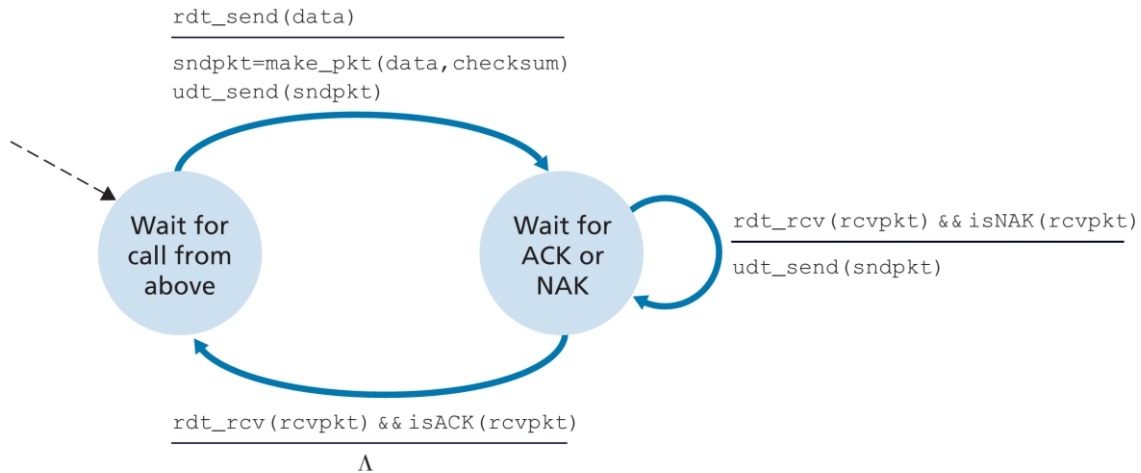 rdt_send(data)
sndpkt=make_pkt(data,checksum)
udt_send(sndpkt)
Wait for
call from
above
Wait for
ACK or
NAK
rdt_rcv(rcvpkt) && isNAK(rcvpkt)
udt_send(sndpkt)
rdt_rcv(rcvpkt) && isACK(rcvpkt)
Λ